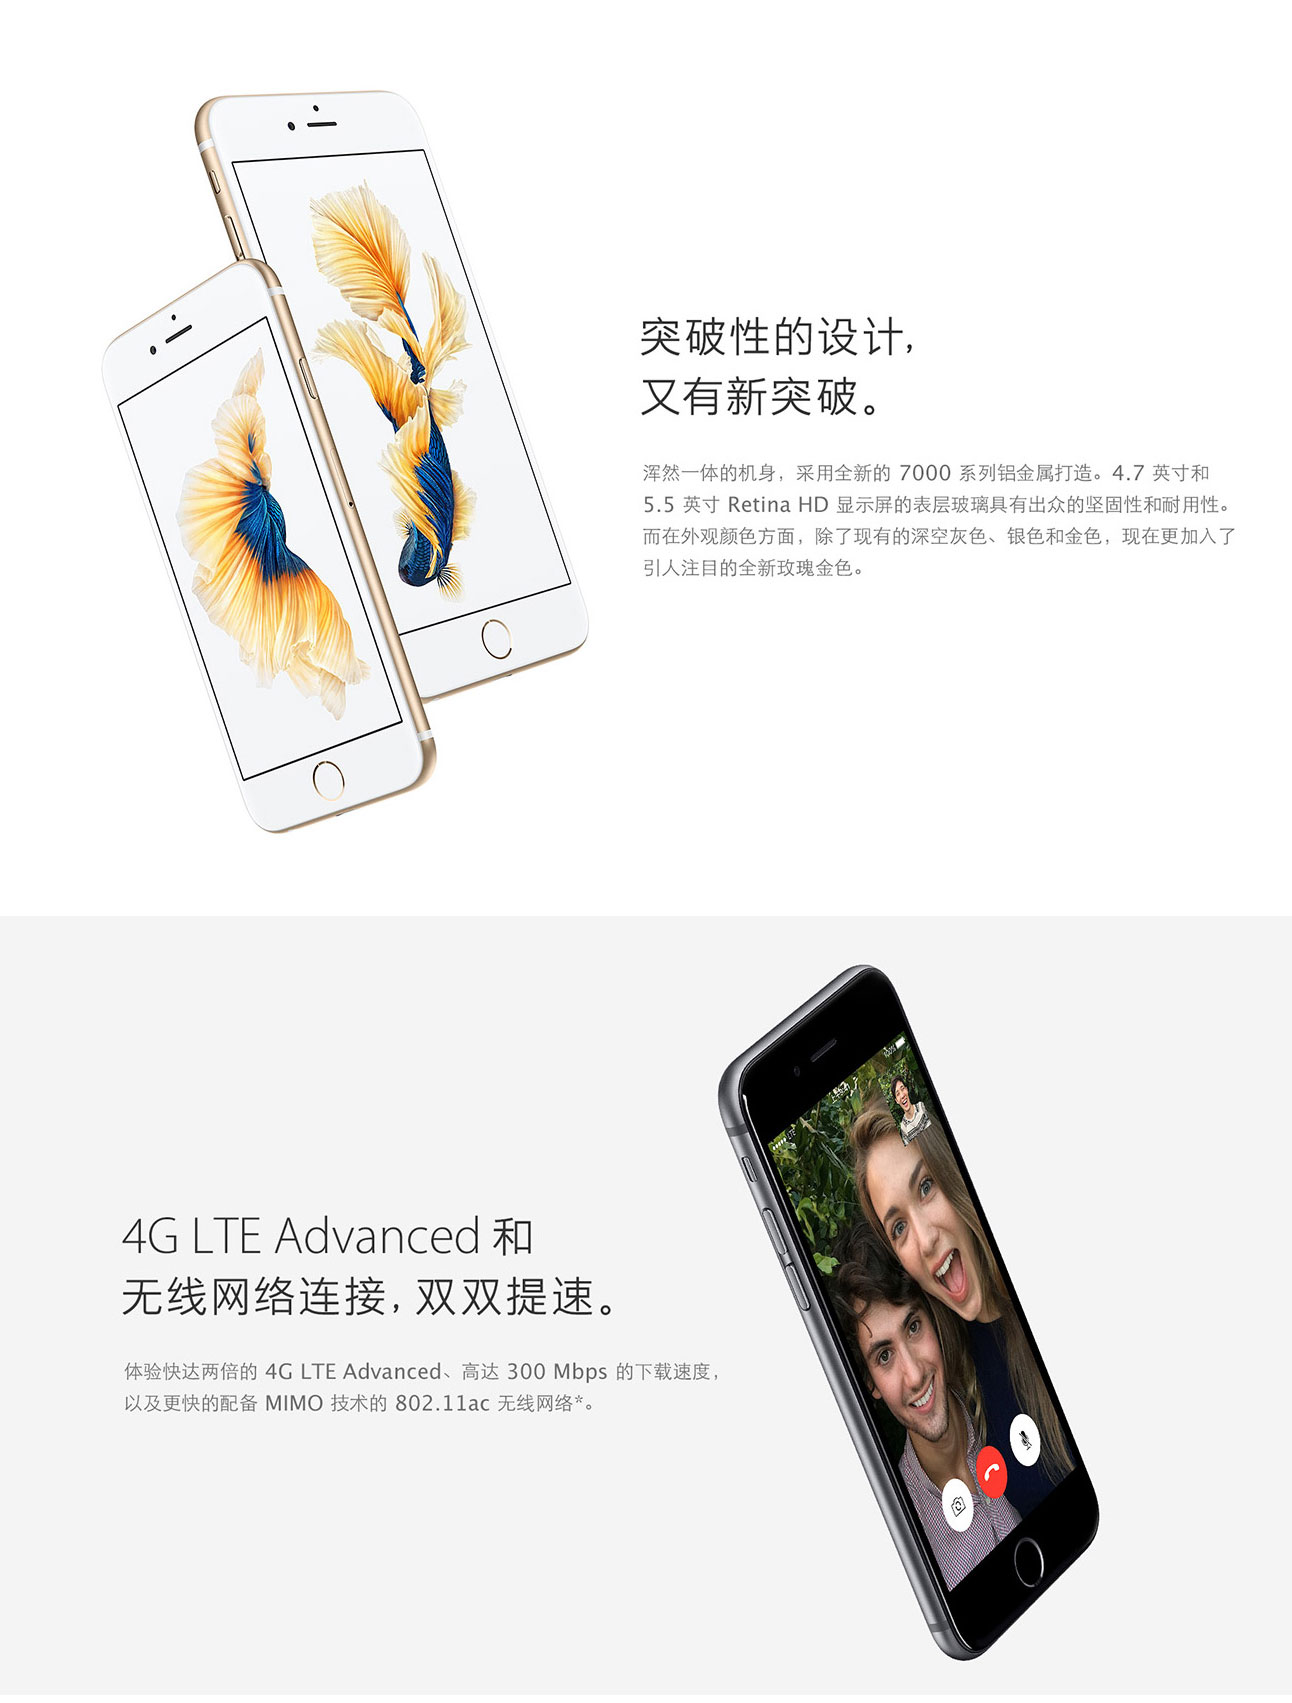 突破性的设计，
又有新突破。
浑然一体的机身，采用全新的 7000 系列铝金属打造。4.7 英寸和
5.5 英寸 Retina HD 显示屏的表层玻璃具有出众的坚固性和耐用性。
而在外观颜色方面，除了现有的深空灰色、银色和金色，现在更加入了
引人注目的全新玫瑰金色。
LTE
100%
4G LTE Advanced 和
无线网络连接，双双提速。
体验快达两倍的 4G LTE Advanced、高达 300 Mbps 的下载速度，
以及更快的配备 MIMO 技术的 802.11ac 无线网络*。